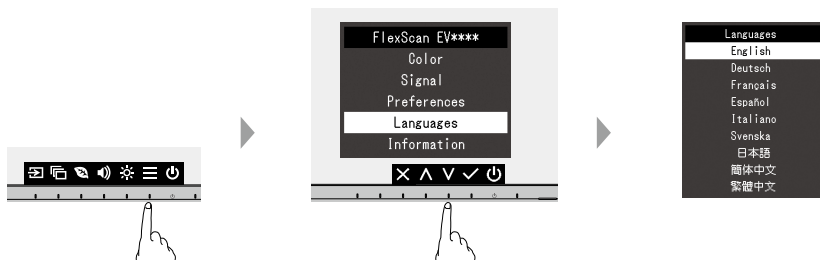 FlexScan EV****
Color
Signal
Preferences
Languages
Information
Languages
English
Deutsch
Français
Español
Italiano
Svenska
日本語
简体中文
繁體中文